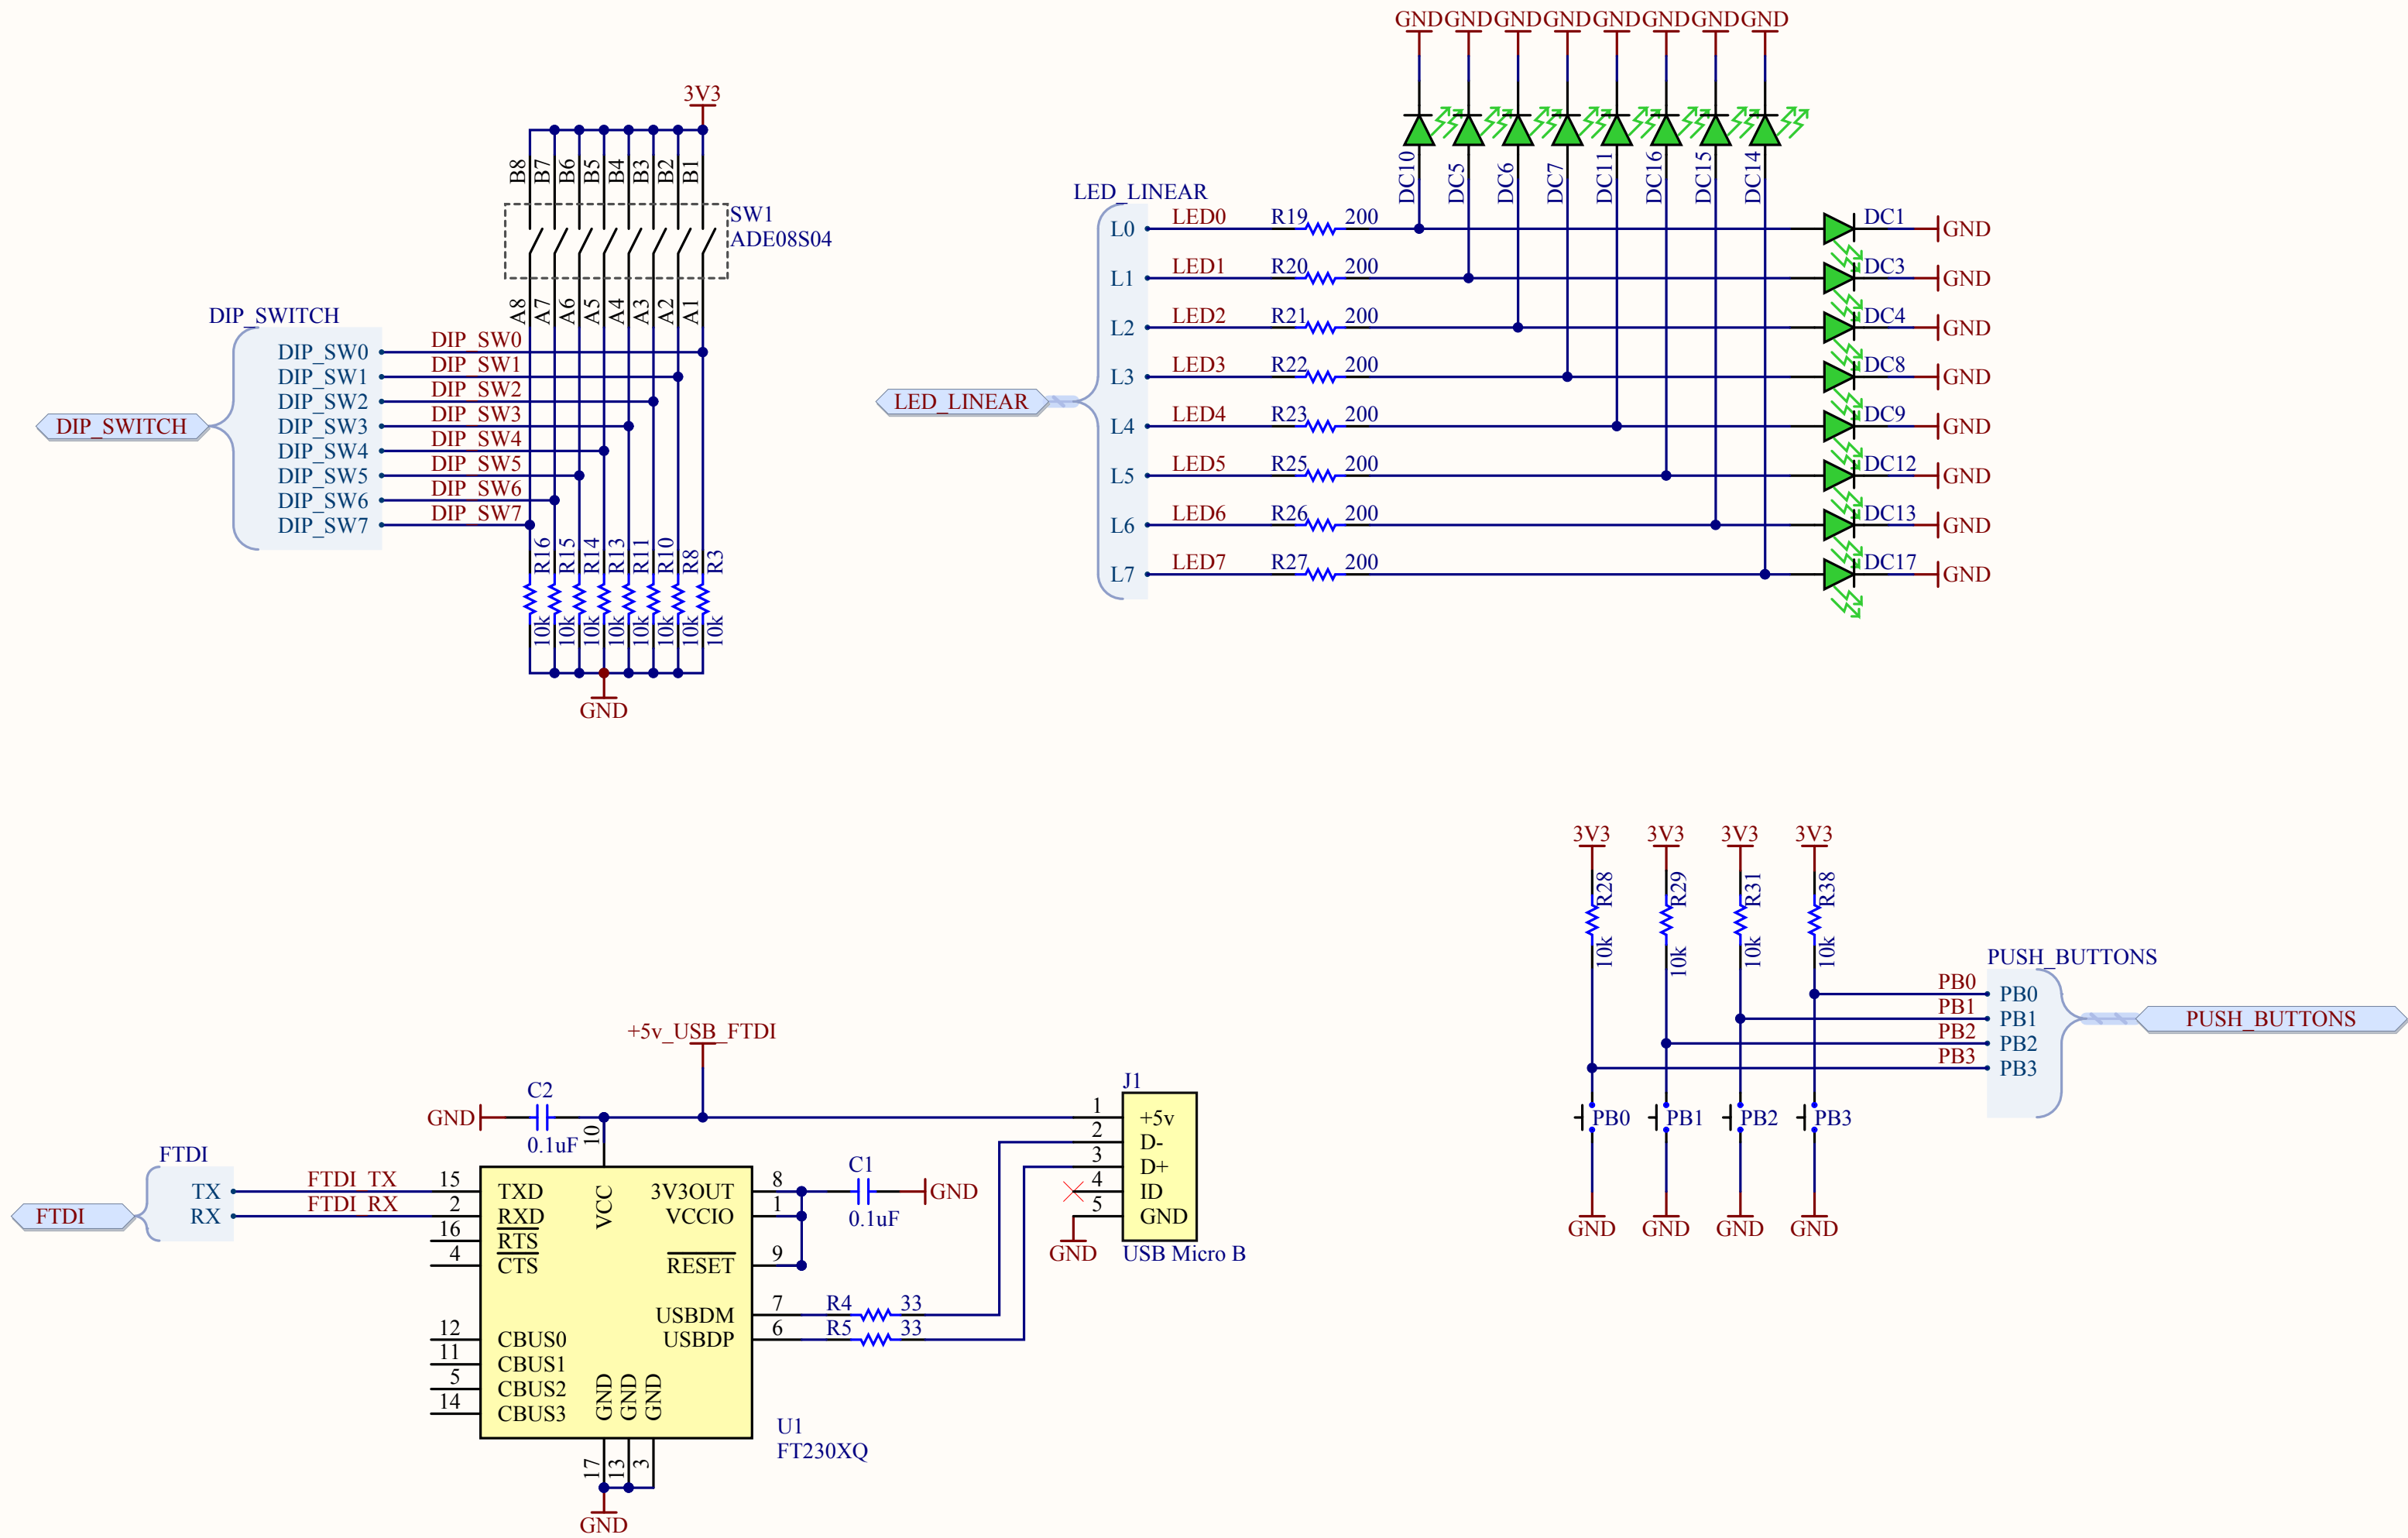 3V3
B8 B7 B6 B5 B4 B3 B2 B1
SW1
ADE08S04
A8 A7 A6 A5 A4 A3 A2 A1
DIP_SWITCH
DIP_SWITCH
DIP_SW0 DIP_SW0
DIP_SW1 DIP_SW1
DIP_SW2 DIP_SW2
DIP_SW3 DIP_SW3
DIP_SW4 DIP_SW4
DIP_SW5 DIP_SW5
DIP_SW6 DIP_SW6
DIP_SW7 DIP_SW7
R16 R15 R14 R13 R11 R10 R8 R3
10k 10k 10k 10k 10k 10k 10k 10k
GND
GND GND GND GND GND GND GND GND
DC10 DC5 DC6 DC7 DC11 DC16 DC15 DC14
LED_LINEAR
LED_LINEAR
L0 LED0 R19 200 DC1 GND
L1 LED1 R20 200 DC3 GND
L2 LED2 R21 200 DC4 GND
L3 LED3 R22 200 DC8 GND
L4 LED4 R23 200 DC9 GND
L5 LED5 R25 200 DC12 GND
L6 LED6 R26 200 DC13 GND
L7 LED7 R27 200 DC17 GND
+5v_USB_FTDI
C2
GND
0.1uF
10
FTDI
FTDI
TX FTDI_TX 15 TXD
RX FTDI_RX 2 RXD
16 RTS
4 CTS
12 CBUS0
11 CBUS1
5 CBUS2
14 CBUS3
VCC
3V3OUT 8
VCCIO 1
RESET 9
USBDM 7 R4 33
USBDP 6 R5 33
C1
0.1uF
GND
GND GND GND
17 13 3
GND
U1
FT230XQ
J1
1 +5v
2 D-
3 D+
4 ID
5 GND
GND
USB Micro B
3V3 3V3 3V3 3V3
R28 R29 R31 R38
10k 10k 10k 10k
PUSH_BUTTONS
PB0 PB0
PB1 PB1
PB2 PB2
PB3 PB3
PUSH_BUTTONS
PB0 PB1 PB2 PB3
GND GND GND GND